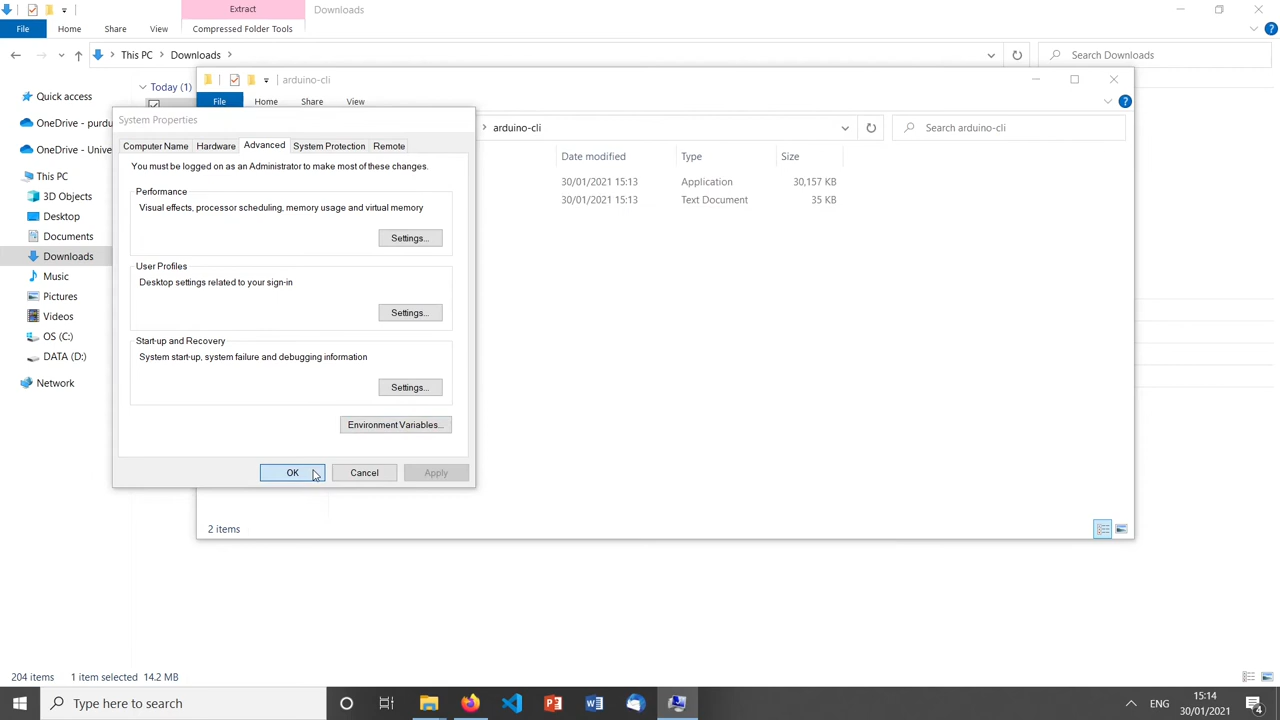 Extract
Downloads
File
Home
Share
View
Compressed Folder Tools
This PC
Downloads
Search Downloads
Quick access
OneDrive - purdu
OneDrive - Unive
This PC
3D Objects
Desktop
Documents
Downloads
Music
Pictures
Videos
OS (C:)
DATA (D:)
Network
Today (1)
arduino-cli
File
Home
Share
View
arduino-cli
Search arduino-cli
Date modified
Type
Size
30/01/2021 15:13
Application
30,157 KB
30/01/2021 15:13
Text Document
35 KB
2 items
System Properties
Computer Name
Hardware
Advanced
System Protection
Remote
You must be logged on as an Administrator to make most of these changes.
Performance
Visual effects, processor scheduling, memory usage and virtual memory
Settings...
User Profiles
Desktop settings related to your sign-in
Settings...
Start-up and Recovery
System start-up, system failure and debugging information
Settings...
Environment Variables...
OK
Cancel
Apply
204 items
1 item selected 14.2 MB
Type here to search
ENG
15:14
30/01/2021
4